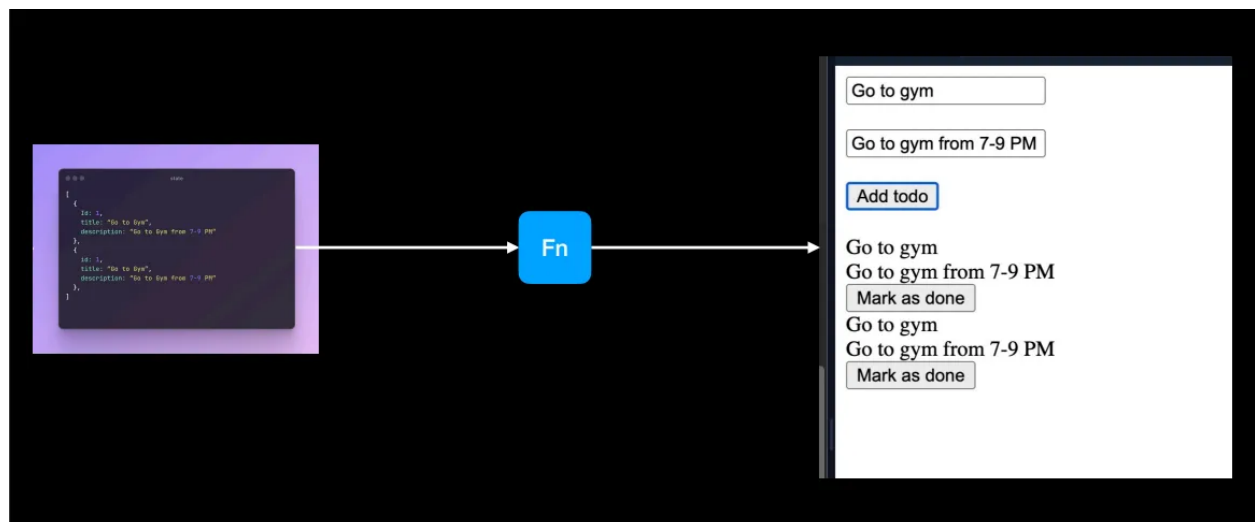 state
[
{
Id: 1,
title: "Go to Gym",
description: "Go to Gym from 7-9 PM"
},
{
id: 1,
title: "Go to Gym",
description: "Go to Gym from 7-9 PM"
},
]
Fn
Go to gym
Go to gym from 7-9 PM
Add todo
Go to gym
Go to gym from 7-9 PM
Mark as done
Go to gym
Go to gym from 7-9 PM
Mark as done